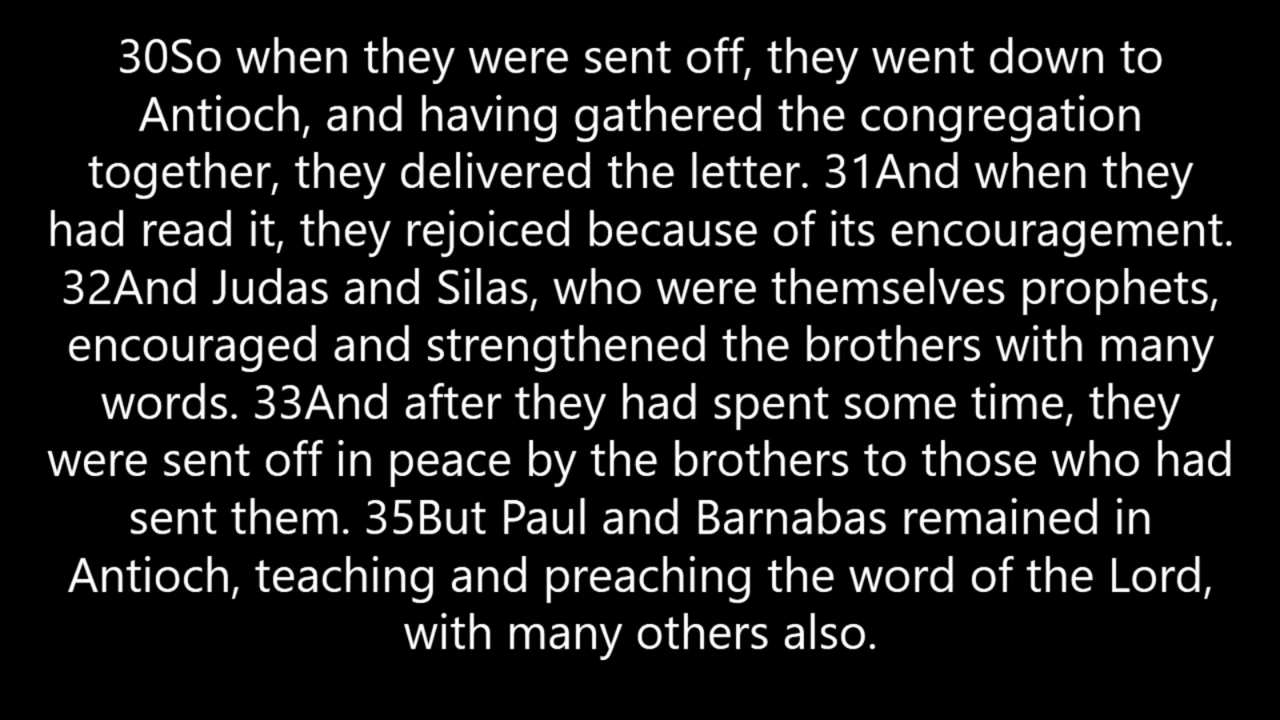 30So when they were sent off, they went down to
Antioch, and having gathered the congregation
together, they delivered the letter. 31And when they
had read it, they rejoiced because of its encouragement.
32And Judas and Silas, who were themselves prophets,
encouraged and strengthened the brothers with many
words. 33And after they had spent some time, they
were sent off in peace by the brothers to those who had
sent them. 35But Paul and Barnabas remained in
Antioch, teaching and preaching the word of the Lord,
with many others also.